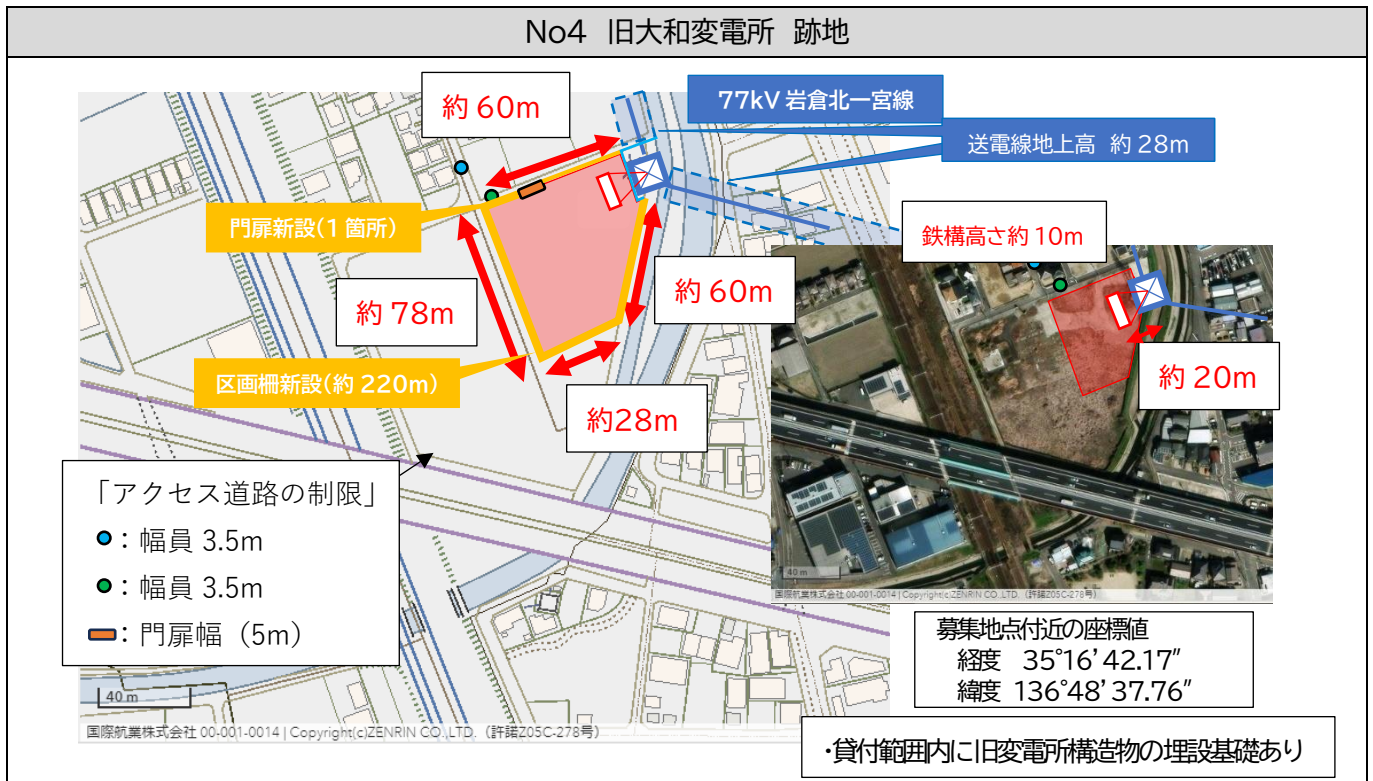 No4 旧大和変電所 跡地
約 60m
77kV 岩倉北一宮線
送電線地上高 約 28m
門扉新設(1 箇所)
鉄構高さ約 10m
約 78m
約 60m
区画柵新設(約 220m)
約28m
約 20m
「アクセス道路の制限」
：幅員 3.5m
：幅員 3.5m
：門扉幅（5m）
40 m
国際航業株式会社 00-001-0014 | Copyright(c)ZENRIN CO.,LTD.（許諾Z05C-278号）
40 m
国際航業株式会社 00-001-0014 | Copyright(c)ZENRIN CO.,LTD.（許諾Z05C-278号）
募集地点付近の座標値
経度 35°16’42.17”
緯度 136°48’37.76”
・貸付範囲内に旧変電所構造物の埋設基礎あり